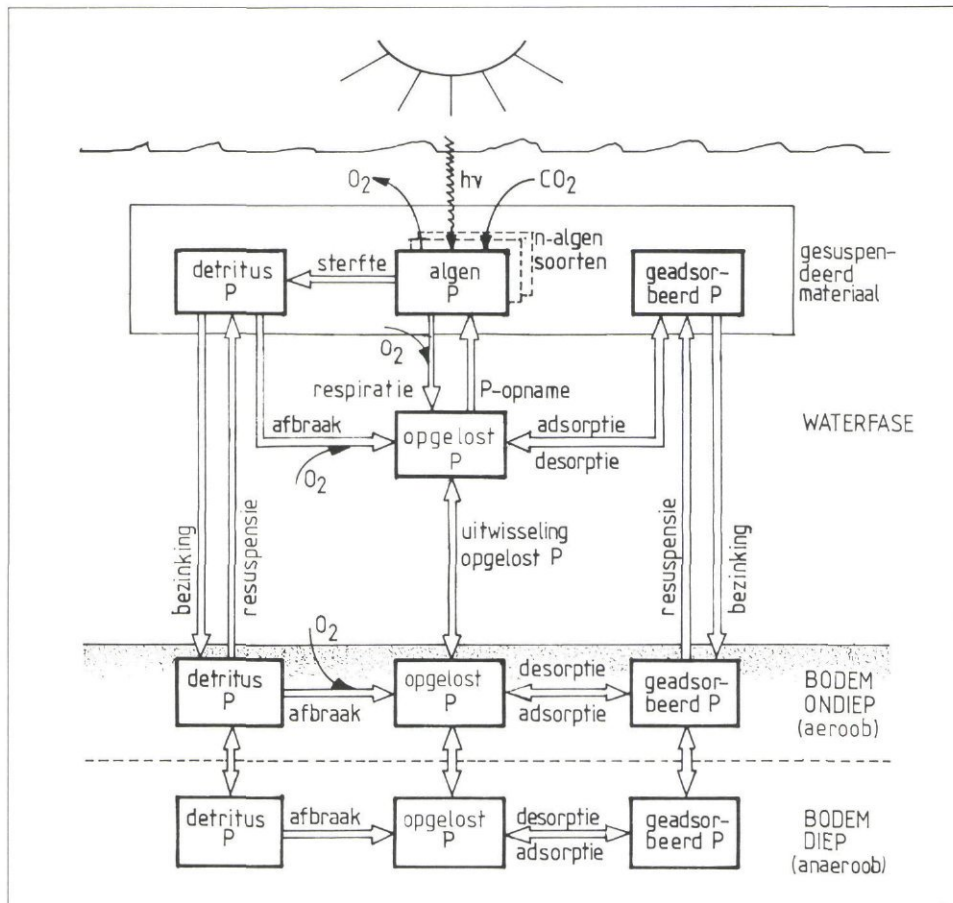 O2
hν
CO2
n-algen
soorten
detritus
P
sterfte
algen
P
geadsor-
beerd P
gesuspen-
deerd
materiaal
O2
respiratie
P-opname
afbraak
opgelost
P
adsorptie
desorptie
O2
WATERFASE
bezinking
resuspensie
uitwisseling
opgelost P
resuspensie
bezinking
O2
detritus
P
afbraak
opgelost
P
desorptie
adsorptie
geadsor-
beerd P
BODEM
ONDIEP
(aeroob)
detritus
P
afbraak
opgelost
P
desorptie
adsorptie
geadsor-
beerd P
BODEM
DIEP
(anaeroob)